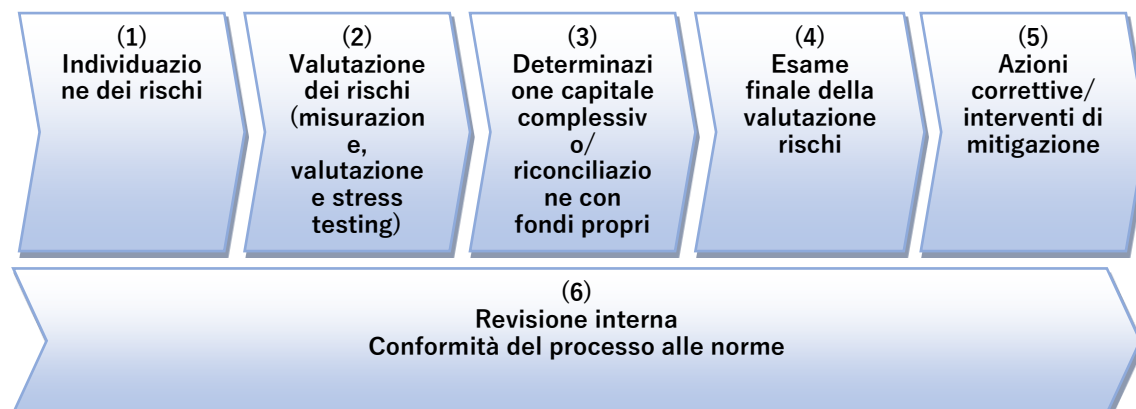 (1)
Individuazio
ne dei rischi
(2)
Valutazione
dei rischi
(misurazion
e,
valutazione
e stress
testing)
(3)
Determinazi
one capitale
complessiv
o/
riconciliazio
ne con
fondi propri
(4)
Esame
finale della
valutazione
rischi
(5)
Azioni
correttive/
interventi di
mitigazione
(6)
Revisione interna
Conformità del processo alle norme